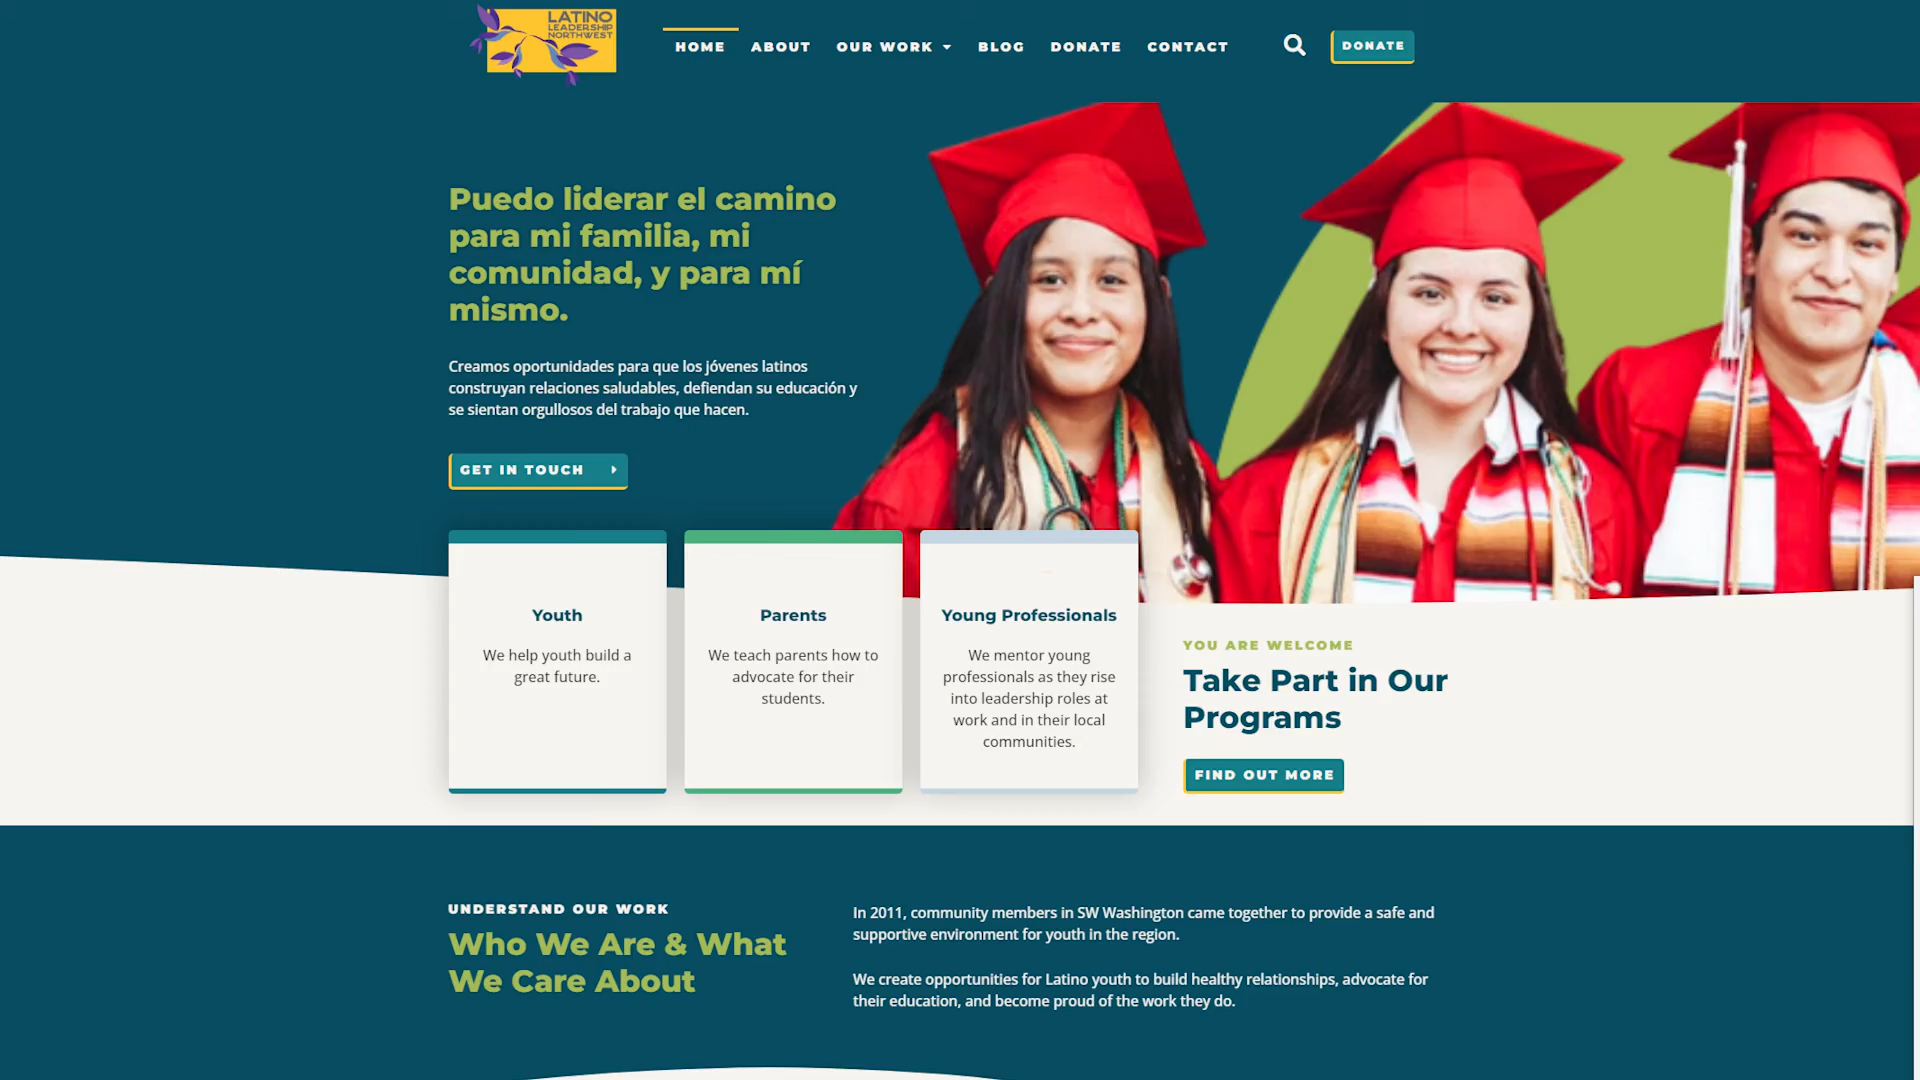 LATINO
LEADERSHIP
NORTHWEST
HOME
ABOUT
OUR WORK
BLOG
DONATE
CONTACT
DONATE
Puedo liderar el camino
para mi familia, mi
comunidad, y para mí
mismo.
Creamos oportunidades para que los jóvenes latinos
construyan relaciones saludables, defiendan su educación y
se sientan orgullosos del trabajo que hacen.
GET IN TOUCH
Youth
We help youth build a
great future.
Parents
We teach parents how to
advocate for their
students.
Young Professionals
We mentor young
professionals as they rise
into leadership roles at
work and in their local
communities.
YOU ARE WELCOME
Take Part in Our
Programs
FIND OUT MORE
UNDERSTAND OUR WORK
Who We Are & What
We Care About
In 2011, community members in SW Washington came together to provide a safe and
supportive environment for youth in the region.
We create opportunities for Latino youth to build healthy relationships, advocate for
their education, and become proud of the work they do.